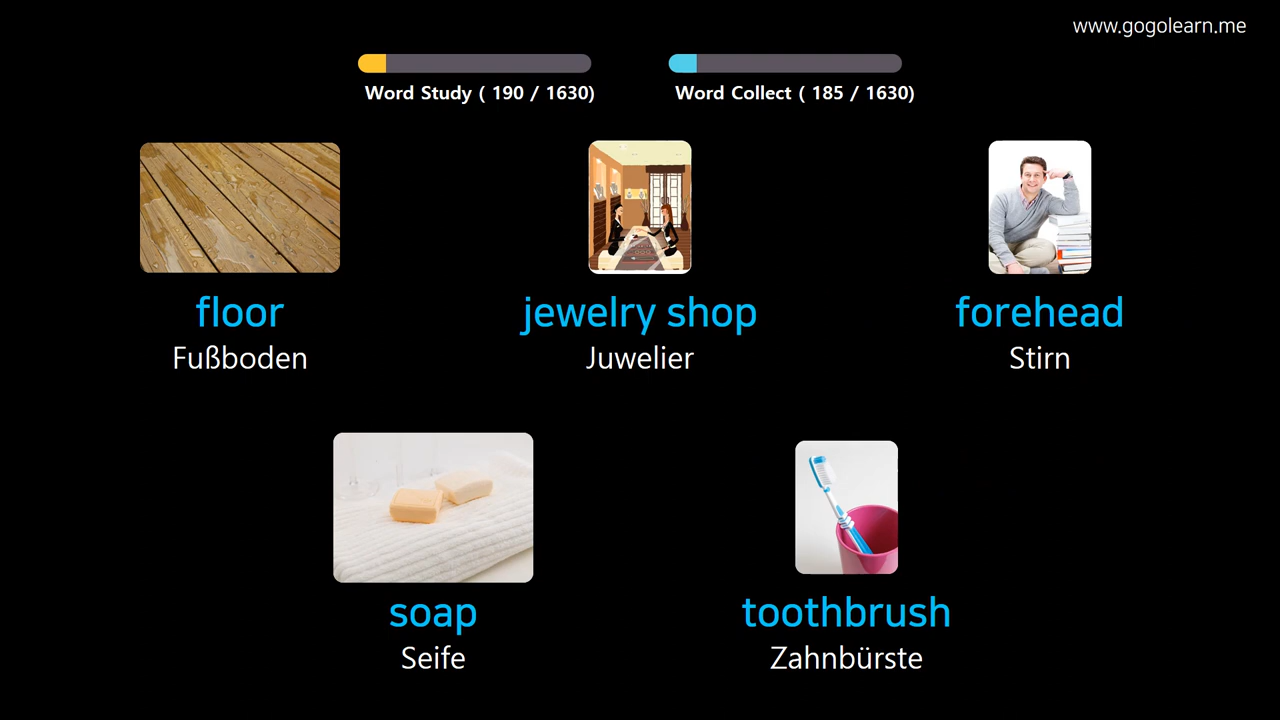 www.gogolearn.me
Word Study ( 190 / 1630)
Word Collect ( 185 / 1630)
floor
Fußboden
jewelry shop
Juwelier
forehead
Stirn
soap
Seife
toothbrush
Zahnbürste